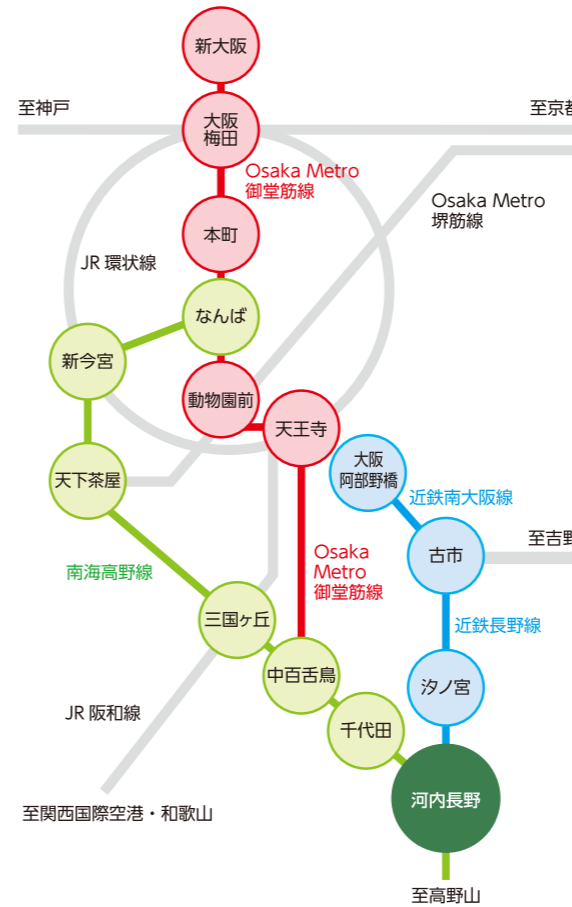 新大阪
至神戸
大阪
梅田
至京都
Osaka Metro
御堂筋線
Osaka Metro
堺筋線
本町
JR 環状線
なんば
新今宮
動物園前
天王寺
大阪
阿部野橋
天下茶屋
近鉄南大阪線
古市
至吉野
南海高野線
Osaka
Metro
御堂筋線
三国ヶ丘
近鉄長野線
中百舌鳥
汐ノ宮
JR 阪和線
千代田
河内長野
至関西国際空港・和歌山
至高野山